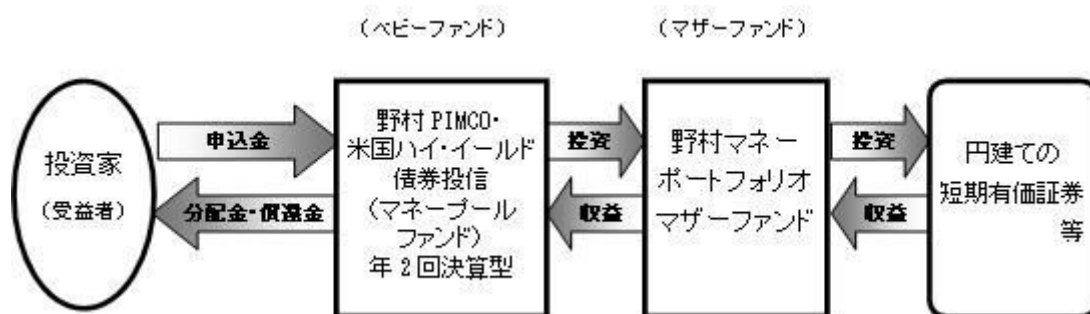 （ベビーファンド）
（マザーファンド）
投資家
（受益者）
申込金
分配金・償還金
野村PIMCO・
米国ハイ・イールド
債券投信
（マネープール
ファンド）
年2回決算型
投資
収益
野村マネー
ポートフォリオ
マザーファンド
投資
収益
円建ての
短期有価証券
等